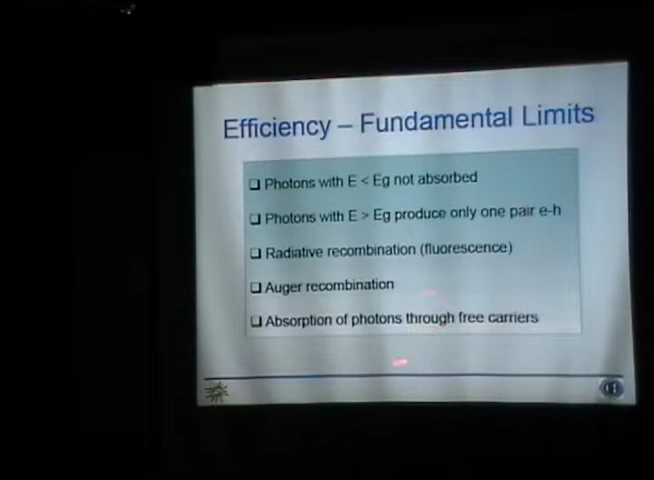 Efficiency – Fundamental Limits
❑ Photons with E < Eg not absorbed
❑ Photons with E > Eg produce only one pair e-h
❑ Radiative recombination (fluorescence)
❑ Auger recombination
❑ Absorption of photons through free carriers